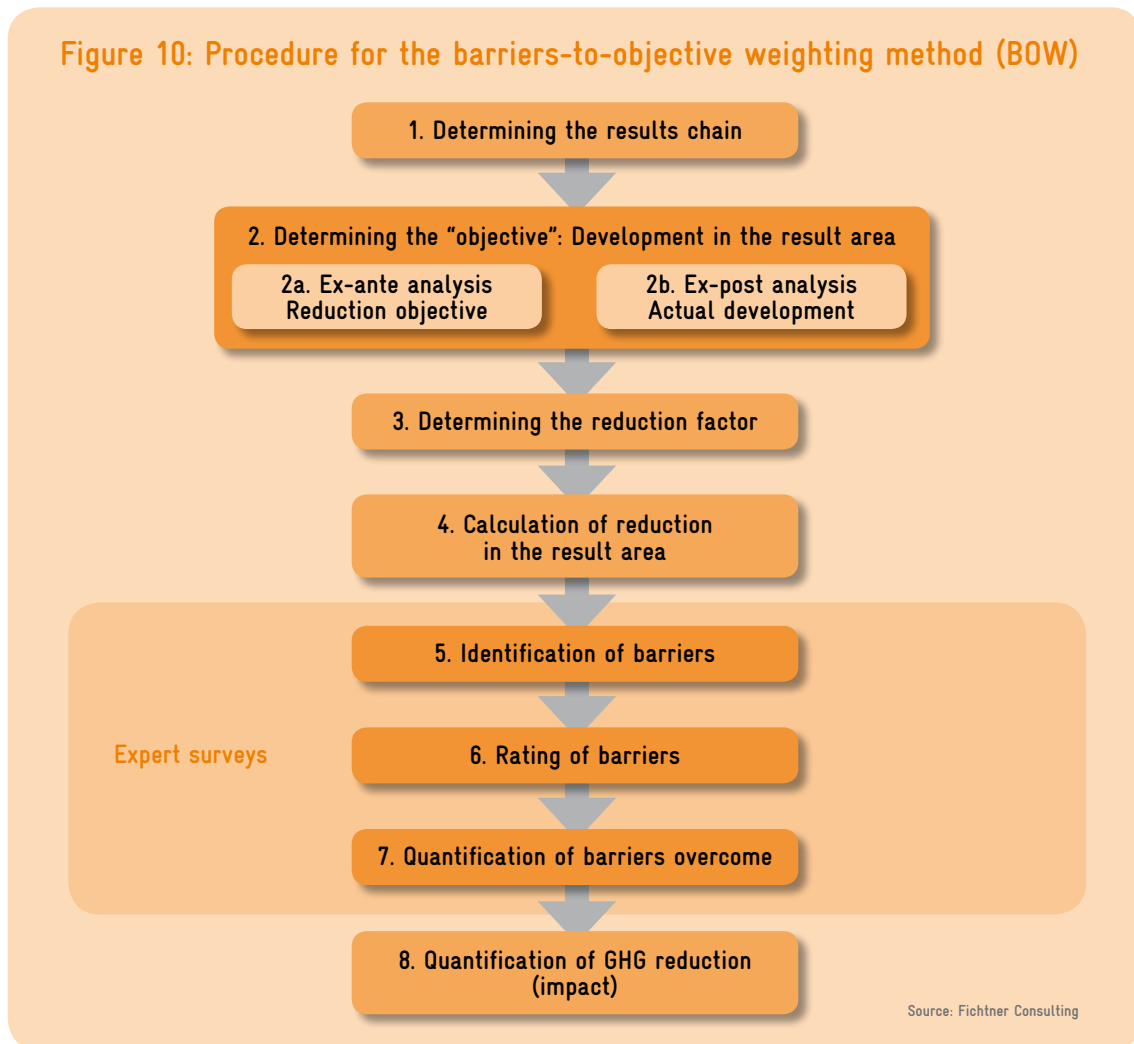 Figure 10: Procedure for the barriers-to-objective weighting method (BOW)
1. Determining the results chain
2. Determining the “objective”: Development in the result area
2a. Ex-ante analysis
Reduction objective
2b. Ex-post analysis
Actual development
3. Determining the reduction factor
4. Calculation of reduction
in the result area
5. Identification of barriers
Expert surveys
6. Rating of barriers
7. Quantification of barriers overcome
8. Quantification of GHG reduction
(impact)
Source: Fichtner Consulting